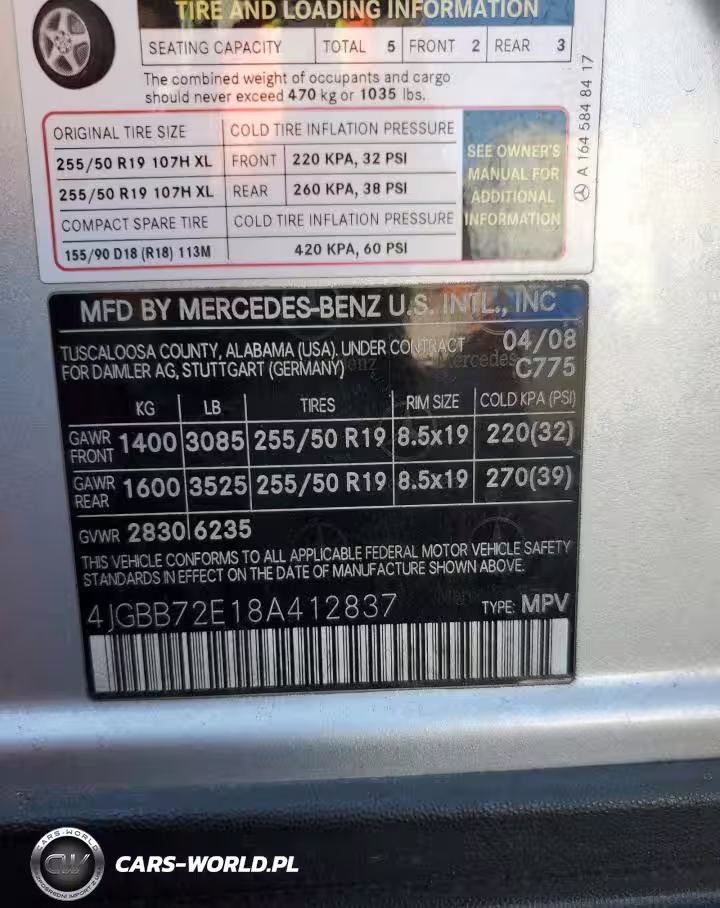 TIRE AND LOADING INFORMATION
SEATING CAPACITY TOTAL 5 FRONT 2 REAR 3
The combined weight of occupants and cargo
should never exceed 470 kg or 1035 lbs.
ORIGINAL TIRE SIZE COLD TIRE INFLATION PRESSURE
255/50 R19 107H XL FRONT 220 KPA, 32 PSI
255/50 R19 107H XL REAR 260 KPA, 38 PSI
COMPACT SPARE TIRE COLD TIRE INFLATION PRESSURE
155/90 D18 (R18) 113M 420 KPA, 60 PSI
SEE OWNER'S
MANUAL FOR
ADDITIONAL
INFORMATION
A 164 584 84 17
MFD BY MERCEDES-BENZ U.S. INTL., INC
TUSCALOOSA COUNTY, ALABAMA (USA). UNDER CONTRACT 04/08
FOR DAIMLER AG, STUTTGART (GERMANY) C775
KG LB TIRES RIM SIZE COLD KPA (PSI)
GAWR FRONT 1400 3085 255/50 R19 8.5x19 220(32)
GAWR REAR 1600 3525 255/50 R19 8.5x19 270(39)
GVWR 2830 6235
THIS VEHICLE CONFORMS TO ALL APPLICABLE FEDERAL MOTOR VEHICLE SAFETY
STANDARDS IN EFFECT ON THE DATE OF MANUFACTURE SHOWN ABOVE.
4JGBB72E18A412837 TYPE: MPV
CARS-WORLD
CW
CARS-WORLD.PL